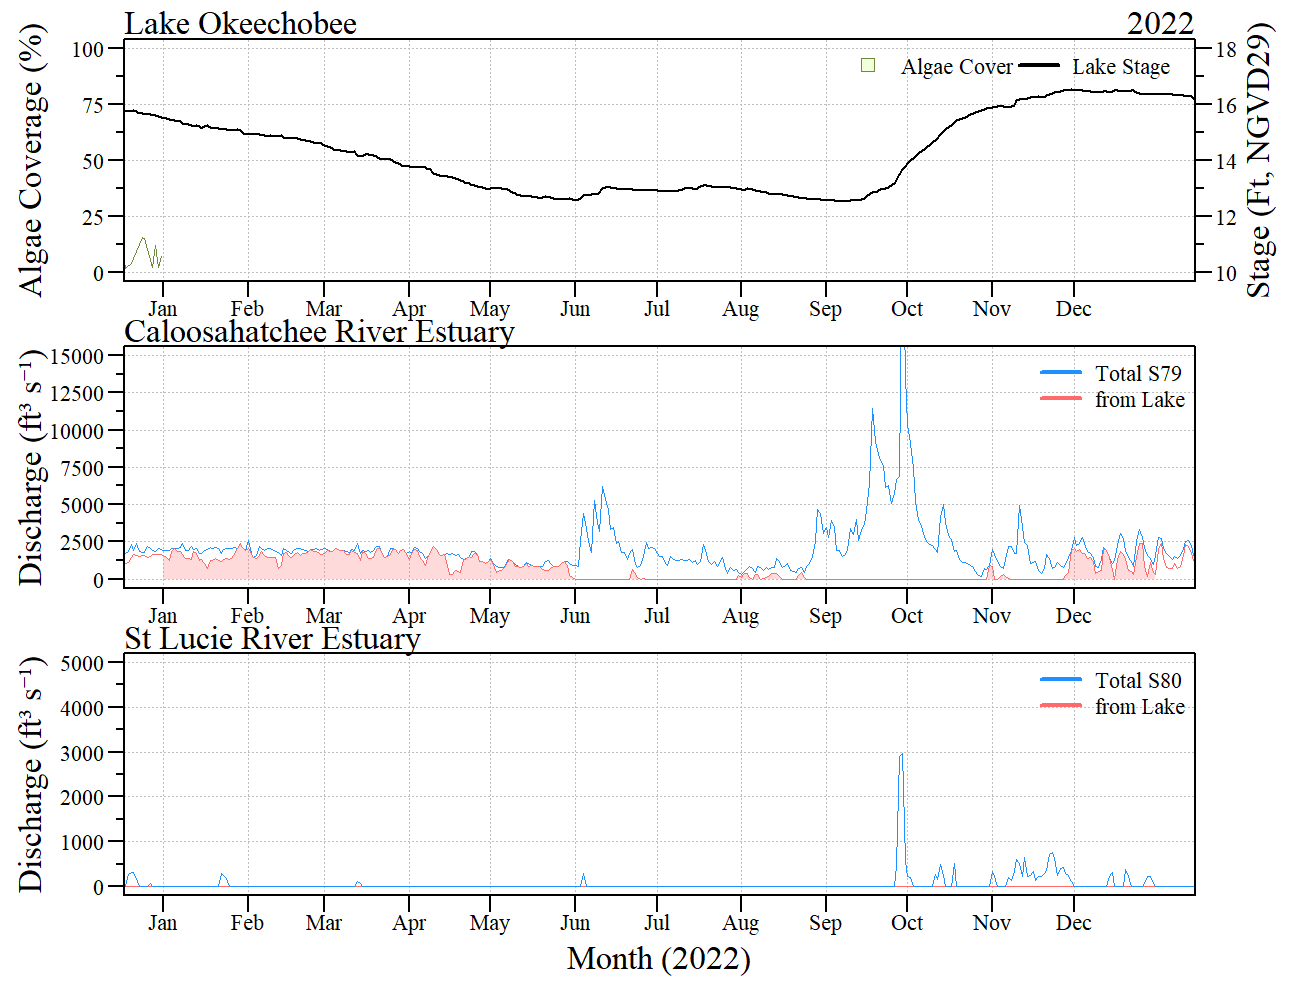 Lake Okeechobee 2022
Algae Coverage (%)
100
75
50
25
0
Algae Cover Lake Stage
18
16
14
12
10
Stage (Ft, NGVD29)
Jan Feb Mar Apr May Jun Jul Aug Sep Oct Nov Dec
Caloosahatchee River Estuary
Discharge (ft³ s⁻¹)
15000
12500
10000
7500
5000
2500
0
Total S79
from Lake
Jan Feb Mar Apr May Jun Jul Aug Sep Oct Nov Dec
St Lucie River Estuary
Discharge (ft³ s⁻¹)
5000
4000
3000
2000
1000
0
Total S80
from Lake
Jan Feb Mar Apr May Jun Jul Aug Sep Oct Nov Dec
Month (2022)